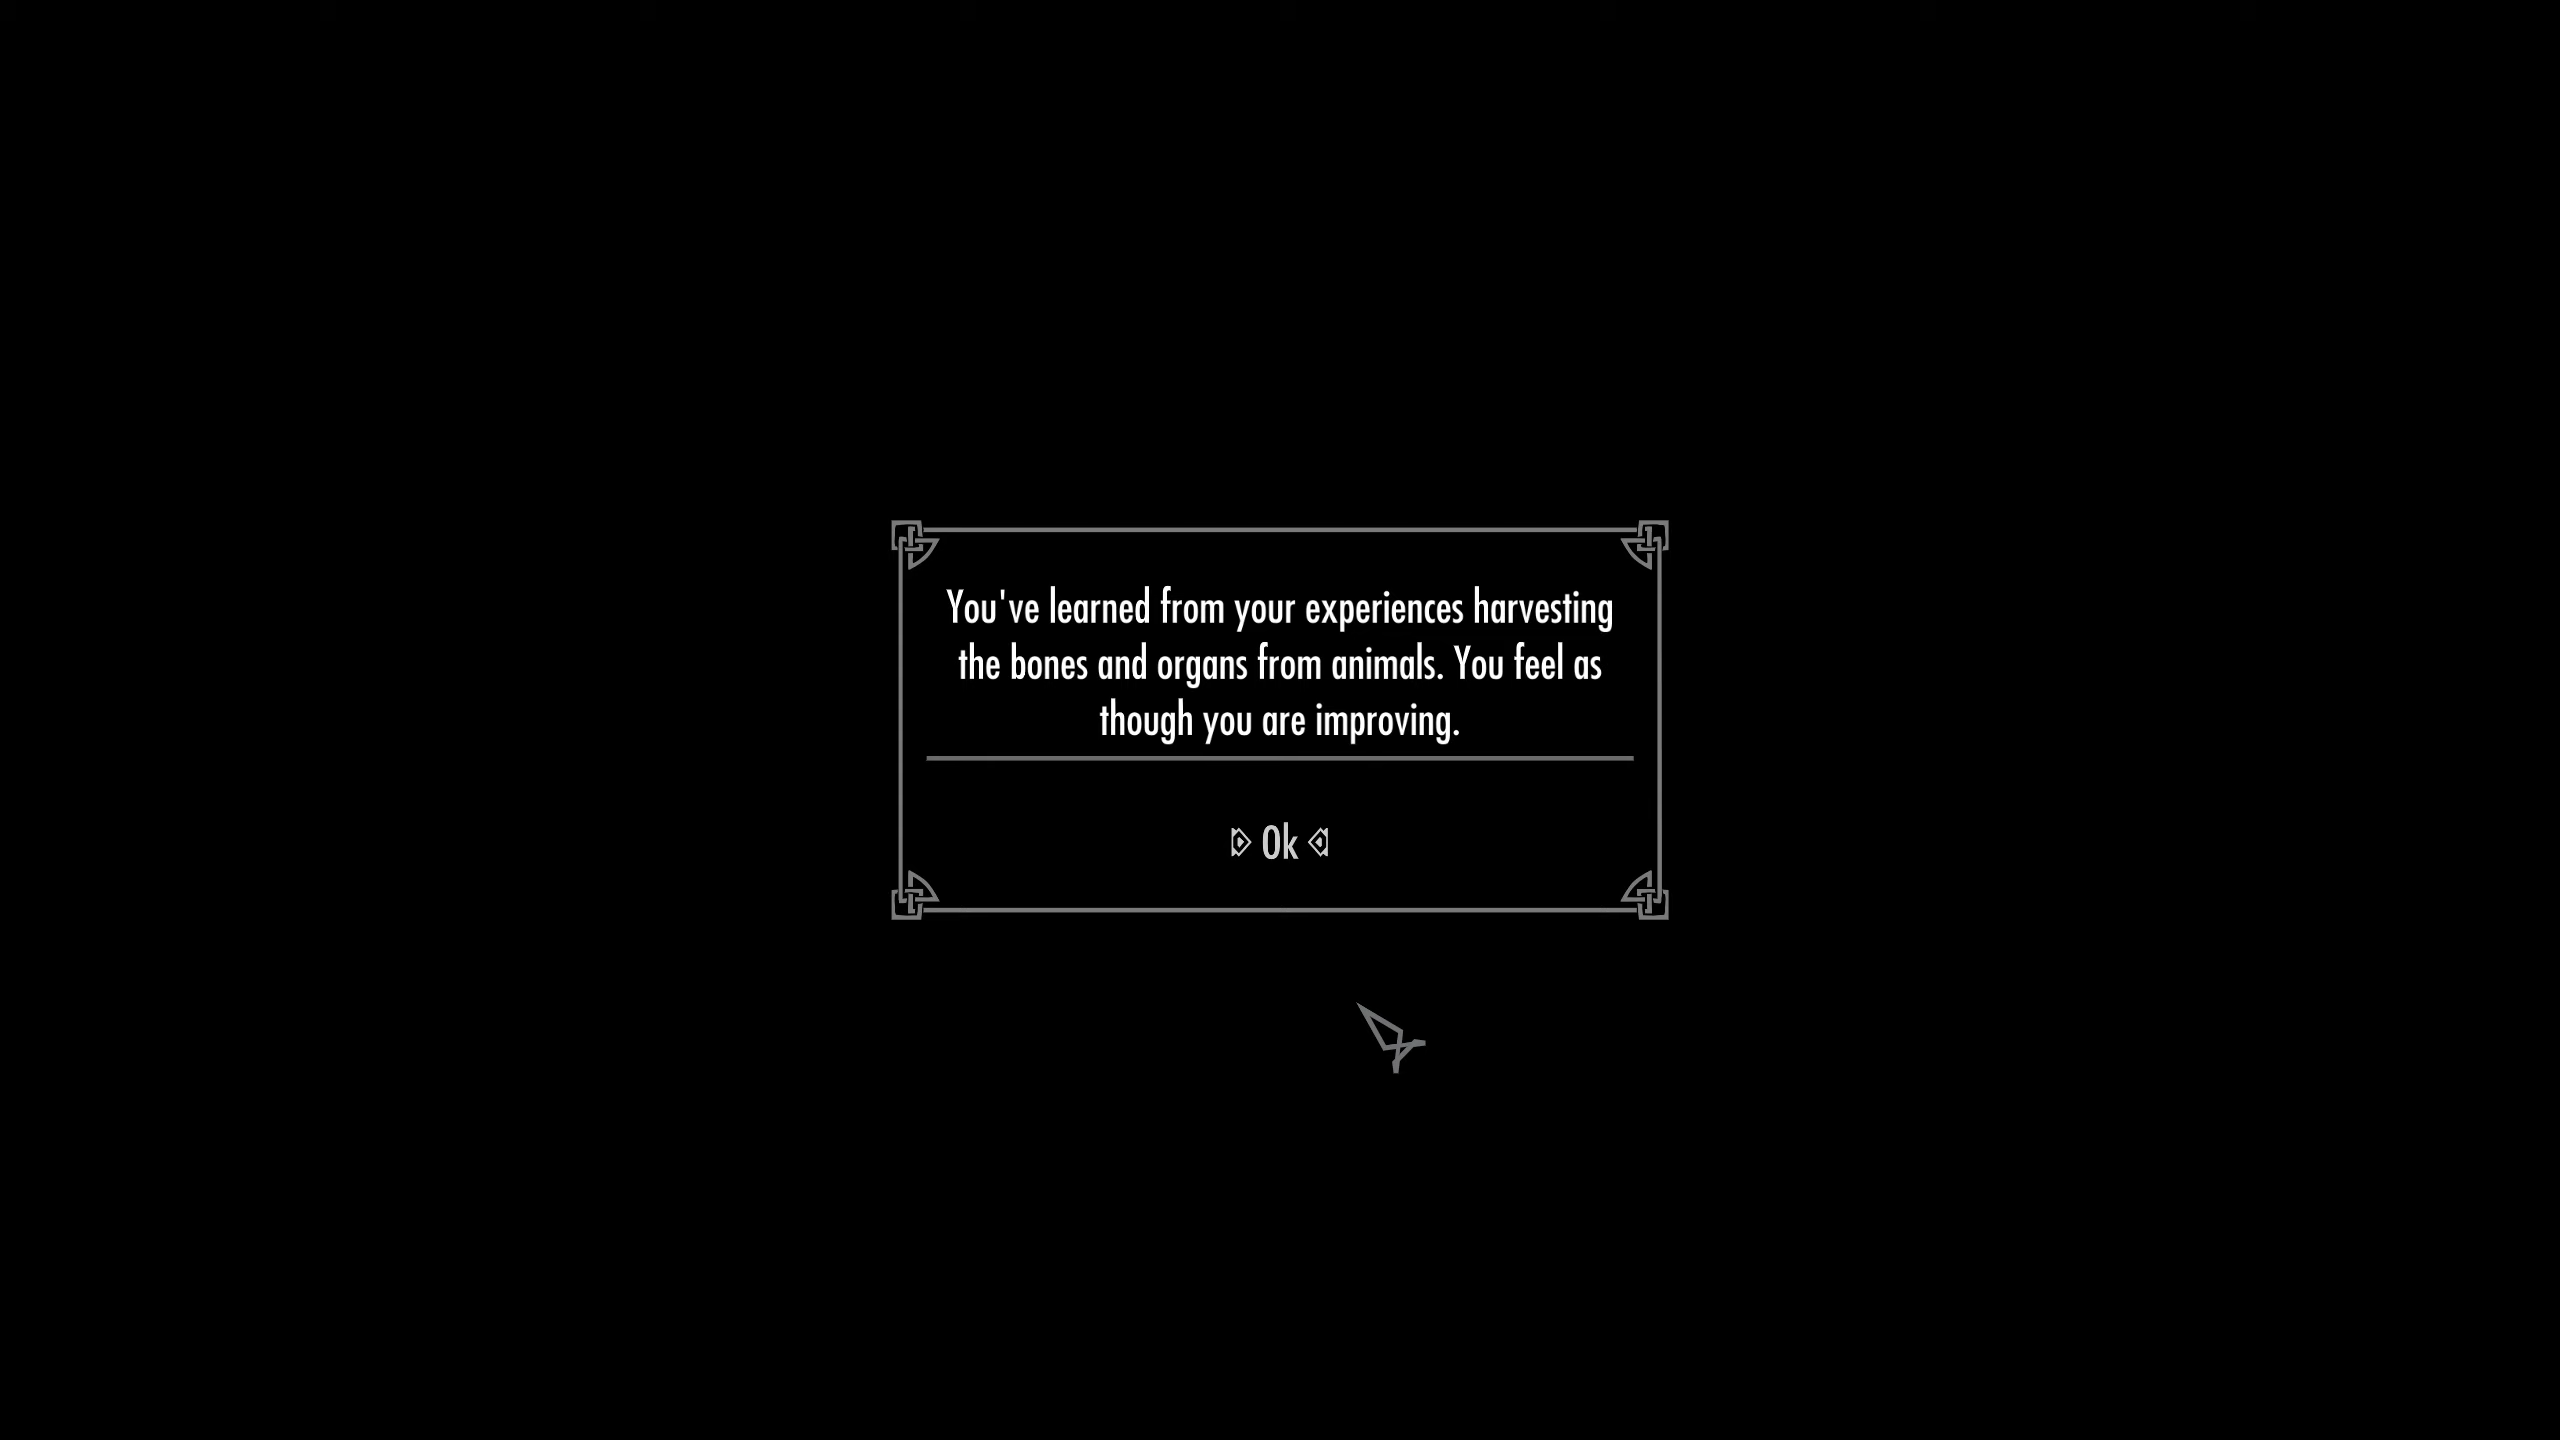 You've learned from your experiences harvesting
the bones and organs from animals. You feel as
though you are improving.
Ok